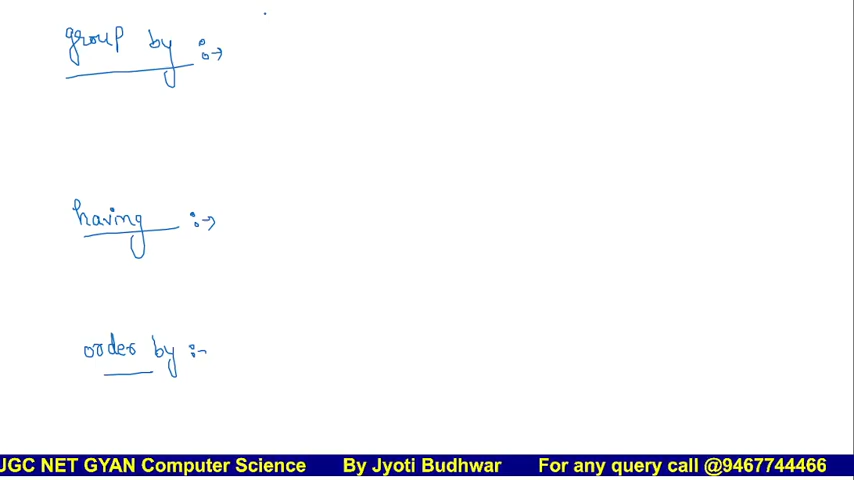 group by :→
having :→
order by :-
UGC NET GYAN Computer Science By Jyoti Budhwar For any query call @9467744466